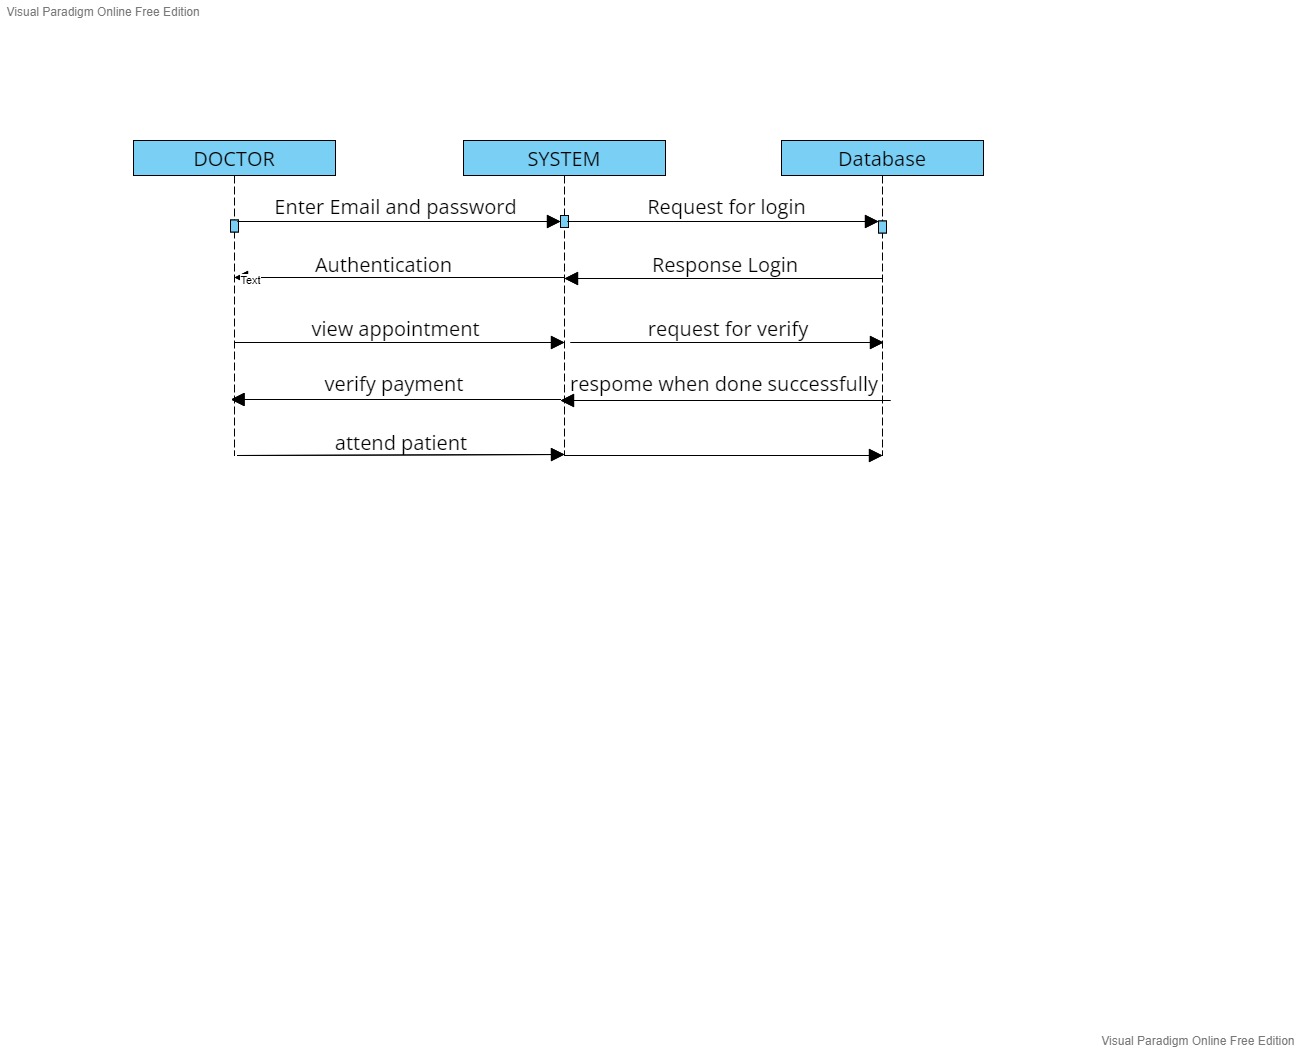 Visual Paradigm Online Free Edition
DOCTOR SYSTEM Database
Enter Email and password Request for login
Authentication Response Login
Text
view appointment request for verify
verify payment respome when done successfully
attend patient
Visual Paradigm Online Free Edition